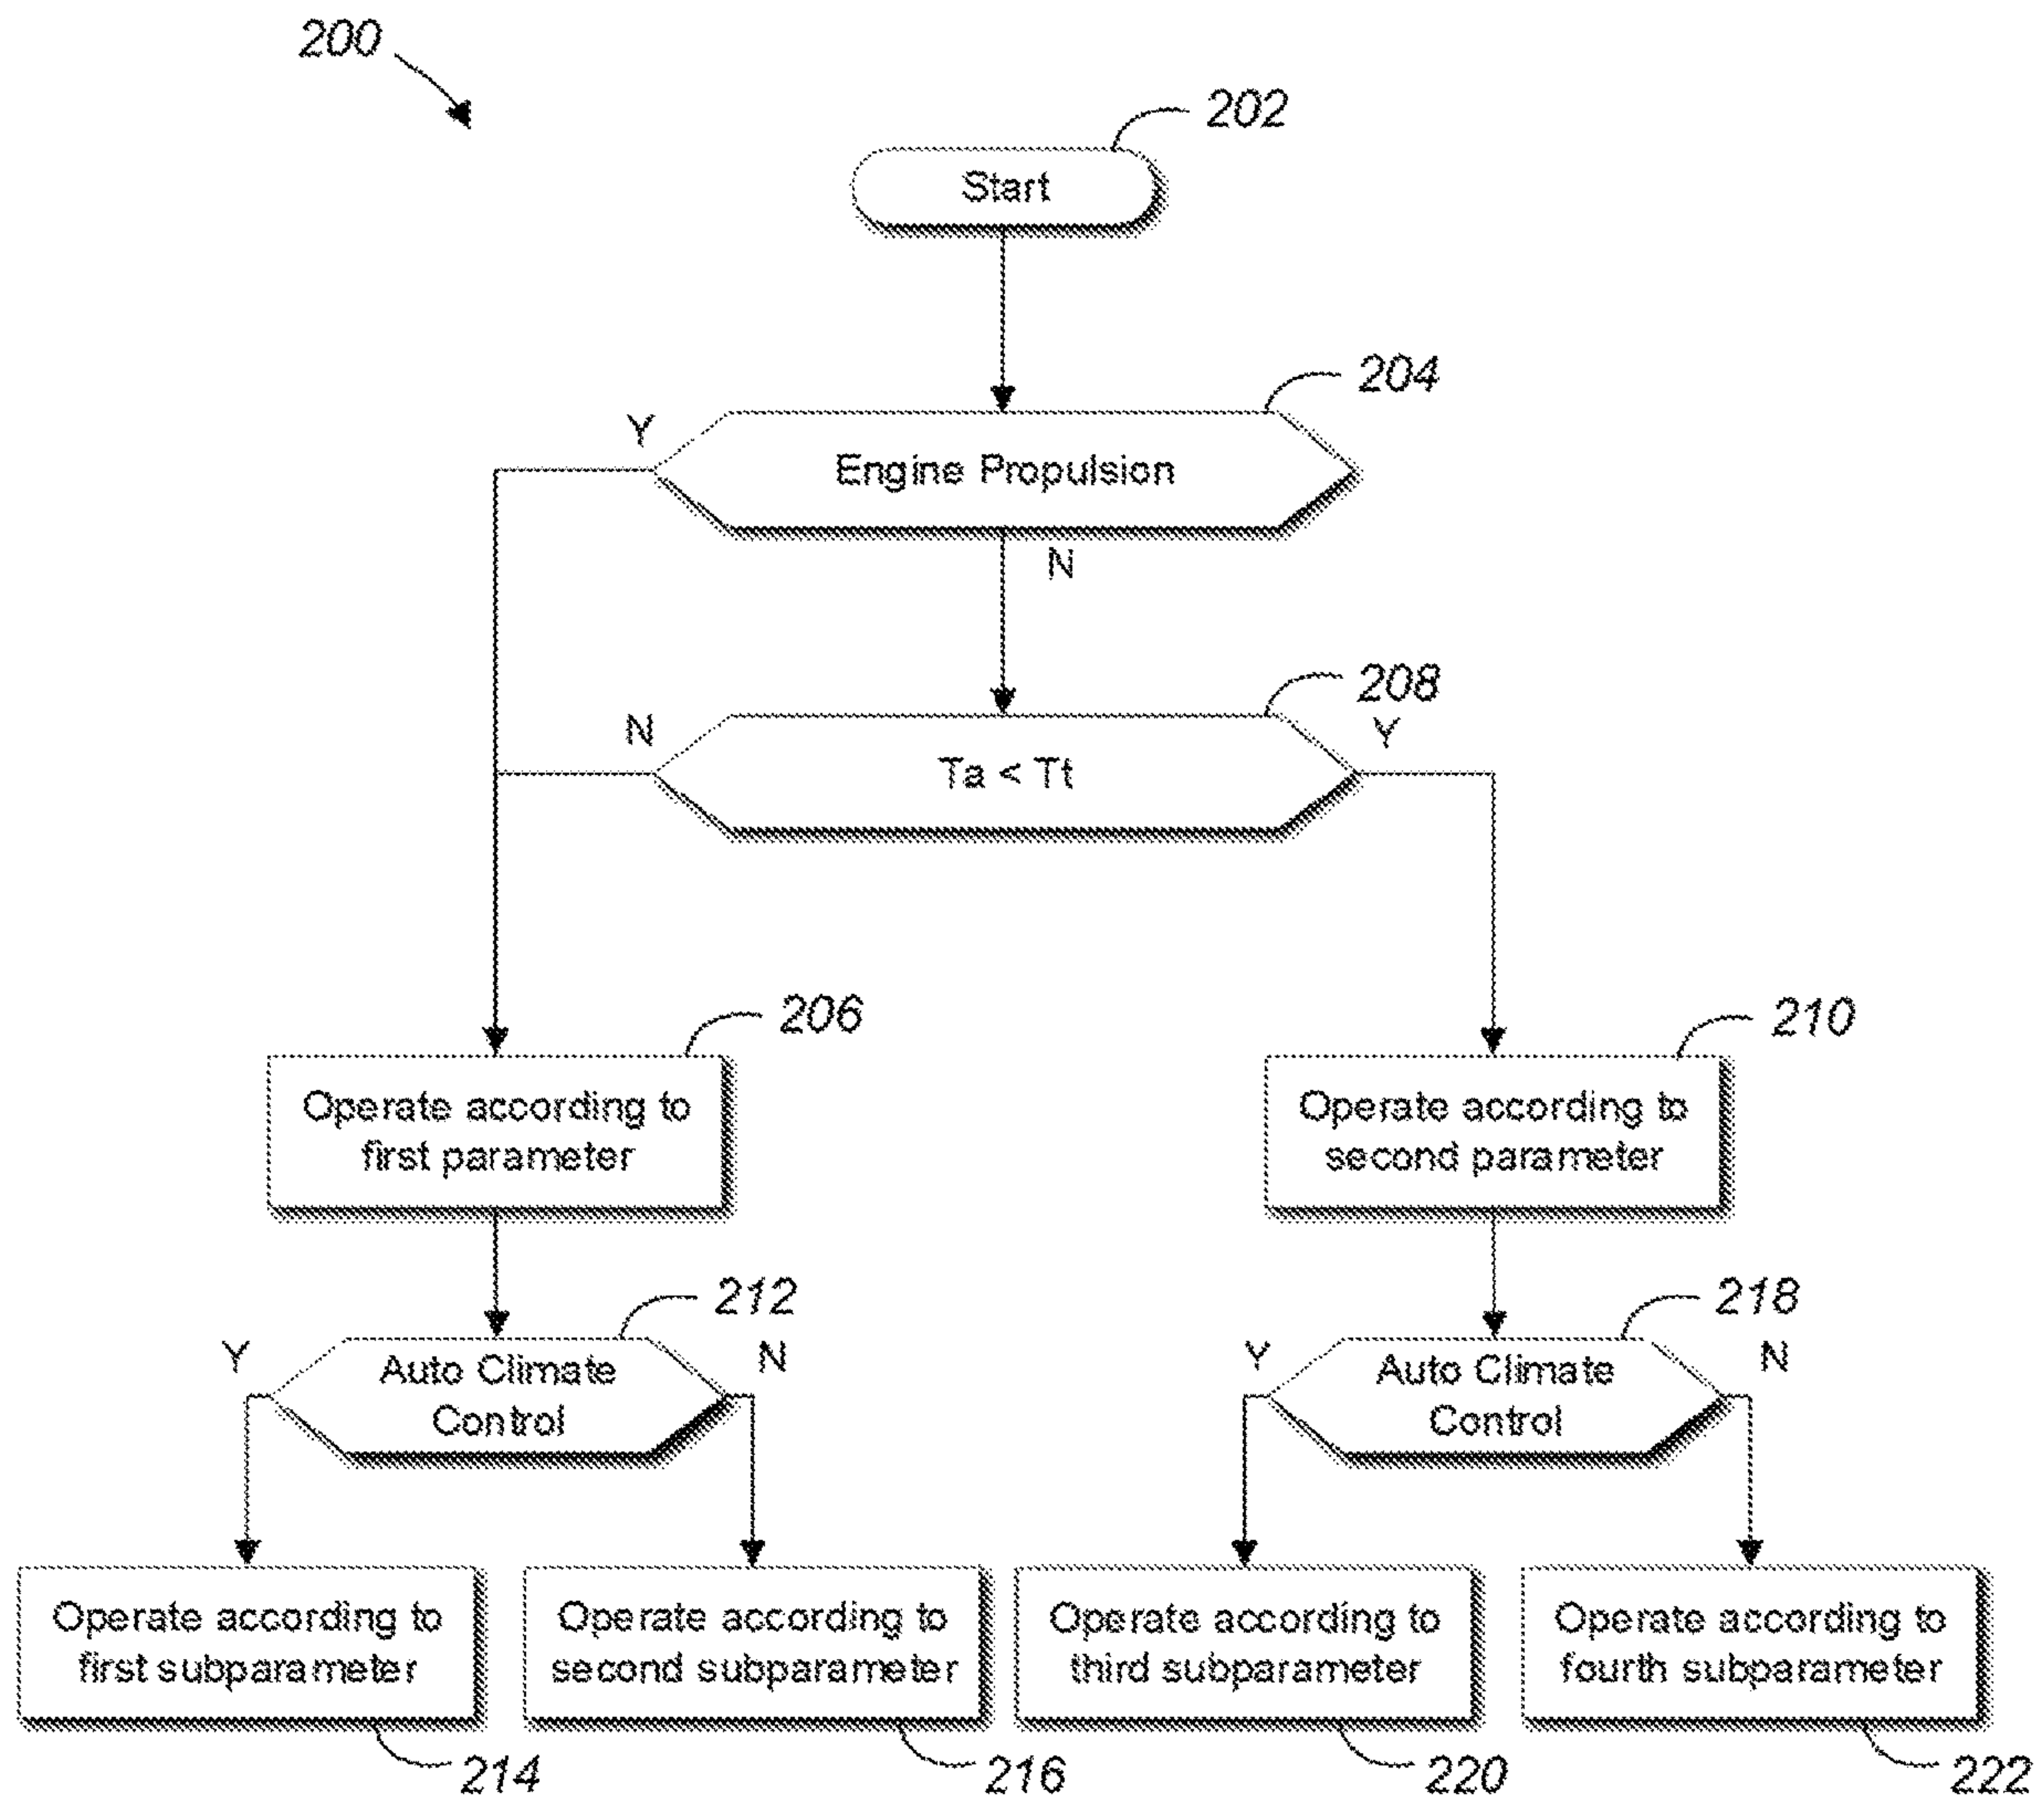 200
202
Start
204
Y
Engine Propulsion
N
208
N
Y
Ta < Tt
206
210
Operate according to
first parameter
Operate according to
second parameter
212
218
Y
N
Y
N
Auto Climate
Control
Auto Climate
Control
Operate according to
first subparameter
Operate according to
second subparameter
Operate according to
third subparameter
Operate according to
fourth subparameter
214
216
220
222